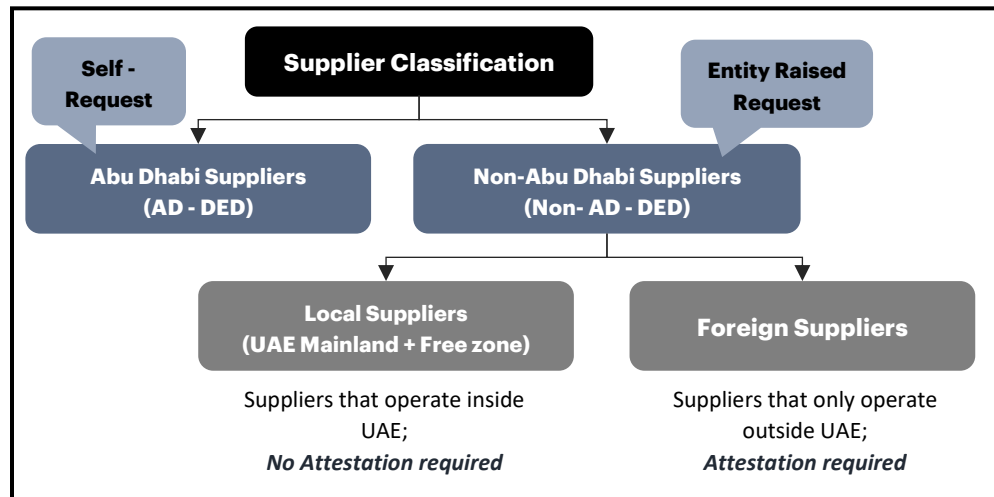 Supplier Classification
Self -
Request
Entity Raised
Request
Abu Dhabi Suppliers
(AD - DED)
Non-Abu Dhabi Suppliers
(Non- AD - DED)
Local Suppliers
(UAE Mainland + Free zone)
Foreign Suppliers
Suppliers that operate inside
UAE;
No Attestation required
Suppliers that only operate
outside UAE;
Attestation required